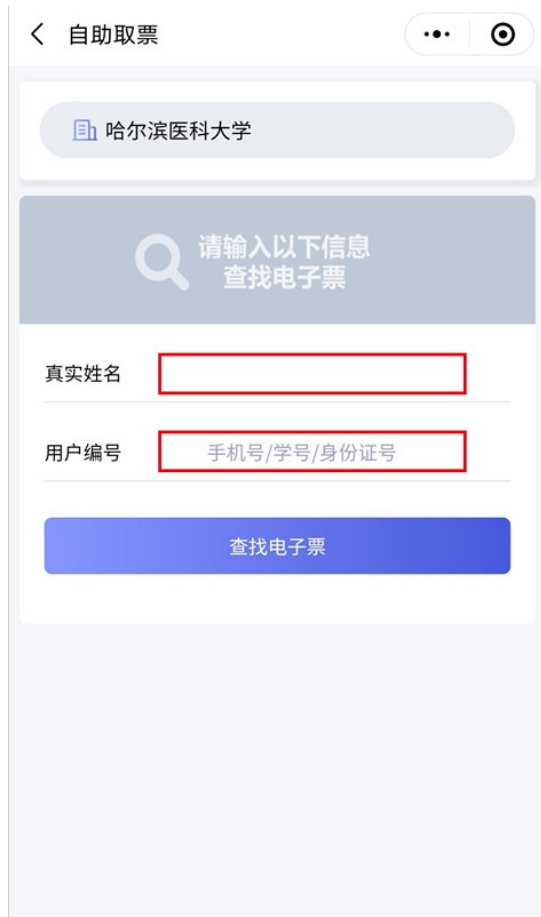 自助取票
哈尔滨医科大学
请输入以下信息
查找电子票
真实姓名
用户编号 手机号/学号/身份证号
查找电子票